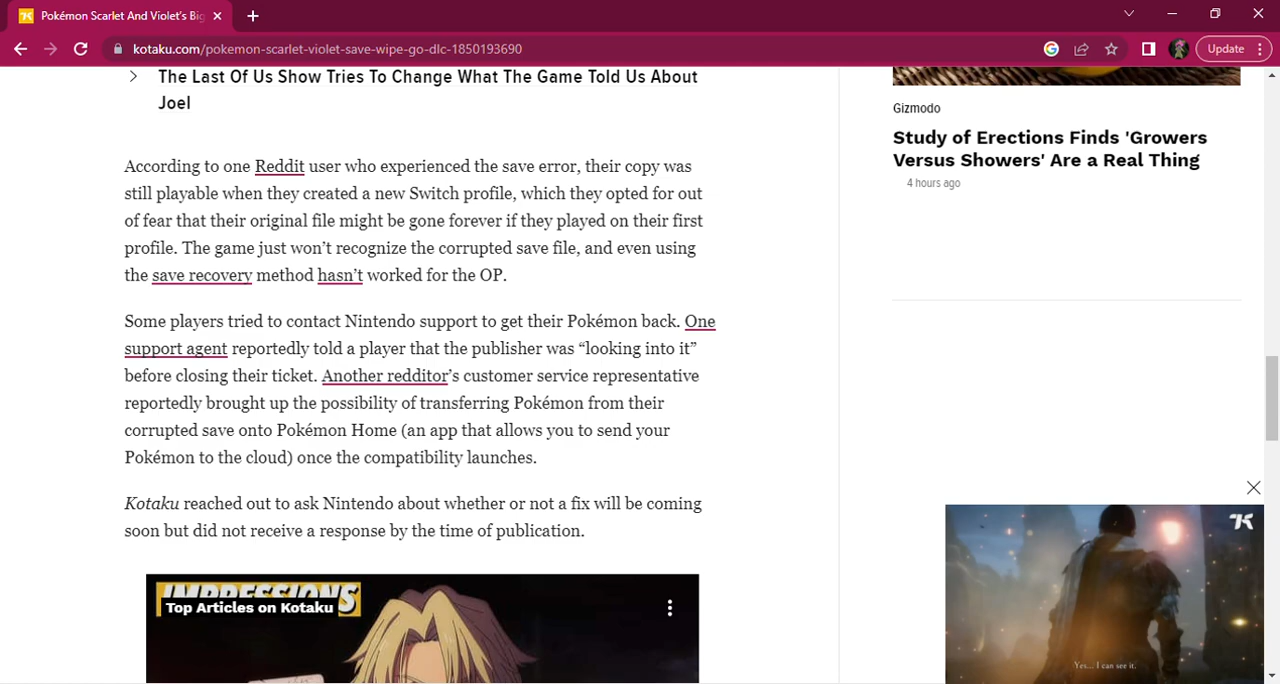 Pokémon Scarlet And Violet's Big
Update
kotaku.com/pokemon-scarlet-violet-save-wipe-go-dlc-1850193690
The Last Of Us Show Tries To Change What The Game Told Us About
Joel
According to one Reddit user who experienced the save error, their copy was
still playable when they created a new Switch profile, which they opted for out
of fear that their original file might be gone forever if they played on their first
profile. The game just won’t recognize the corrupted save file, and even using
the save recovery method hasn’t worked for the OP.
Some players tried to contact Nintendo support to get their Pokémon back. One
support agent reportedly told a player that the publisher was “looking into it”
before closing their ticket. Another redditor’s customer service representative
reportedly brought up the possibility of transferring Pokémon from their
corrupted save onto Pokémon Home (an app that allows you to send your
Pokémon to the cloud) once the compatibility launches.
Kotaku reached out to ask Nintendo about whether or not a fix will be coming
soon but did not receive a response by the time of publication.
IMPRESSIONS
Top Articles on Kotaku
Gizmodo
Study of Erections Finds 'Growers
Versus Showers' Are a Real Thing
4 hours ago
Yes... I can see it.